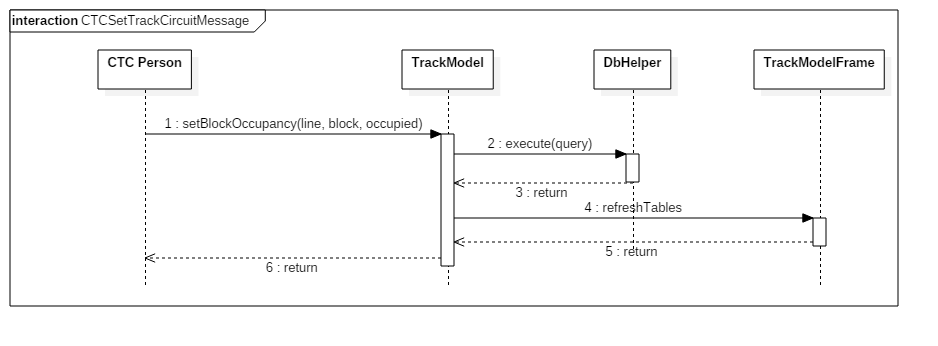 interaction CTCSetTrackCircuitMessage
CTC Person
TrackModel
DbHelper
TrackModelFrame
1 : setBlockOccupancy(line, block, occupied)
2 : execute(query)
3 : return
4 : refreshTables
5 : return
6 : return